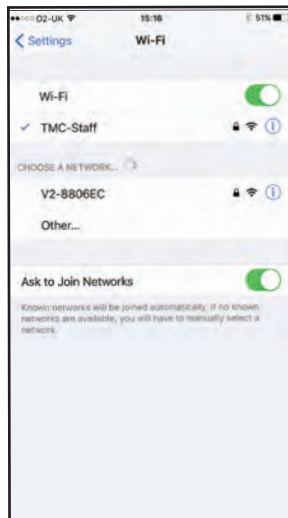 O2-UK 15:16 51%
Settings Wi-Fi
Wi-Fi
TMC-Staff
CHOOSE A NETWORK...
V2-8806EC
Other...
Ask to Join Networks
Known networks will be joined automatically. If no known
networks are available, you will have to manually select a
network.